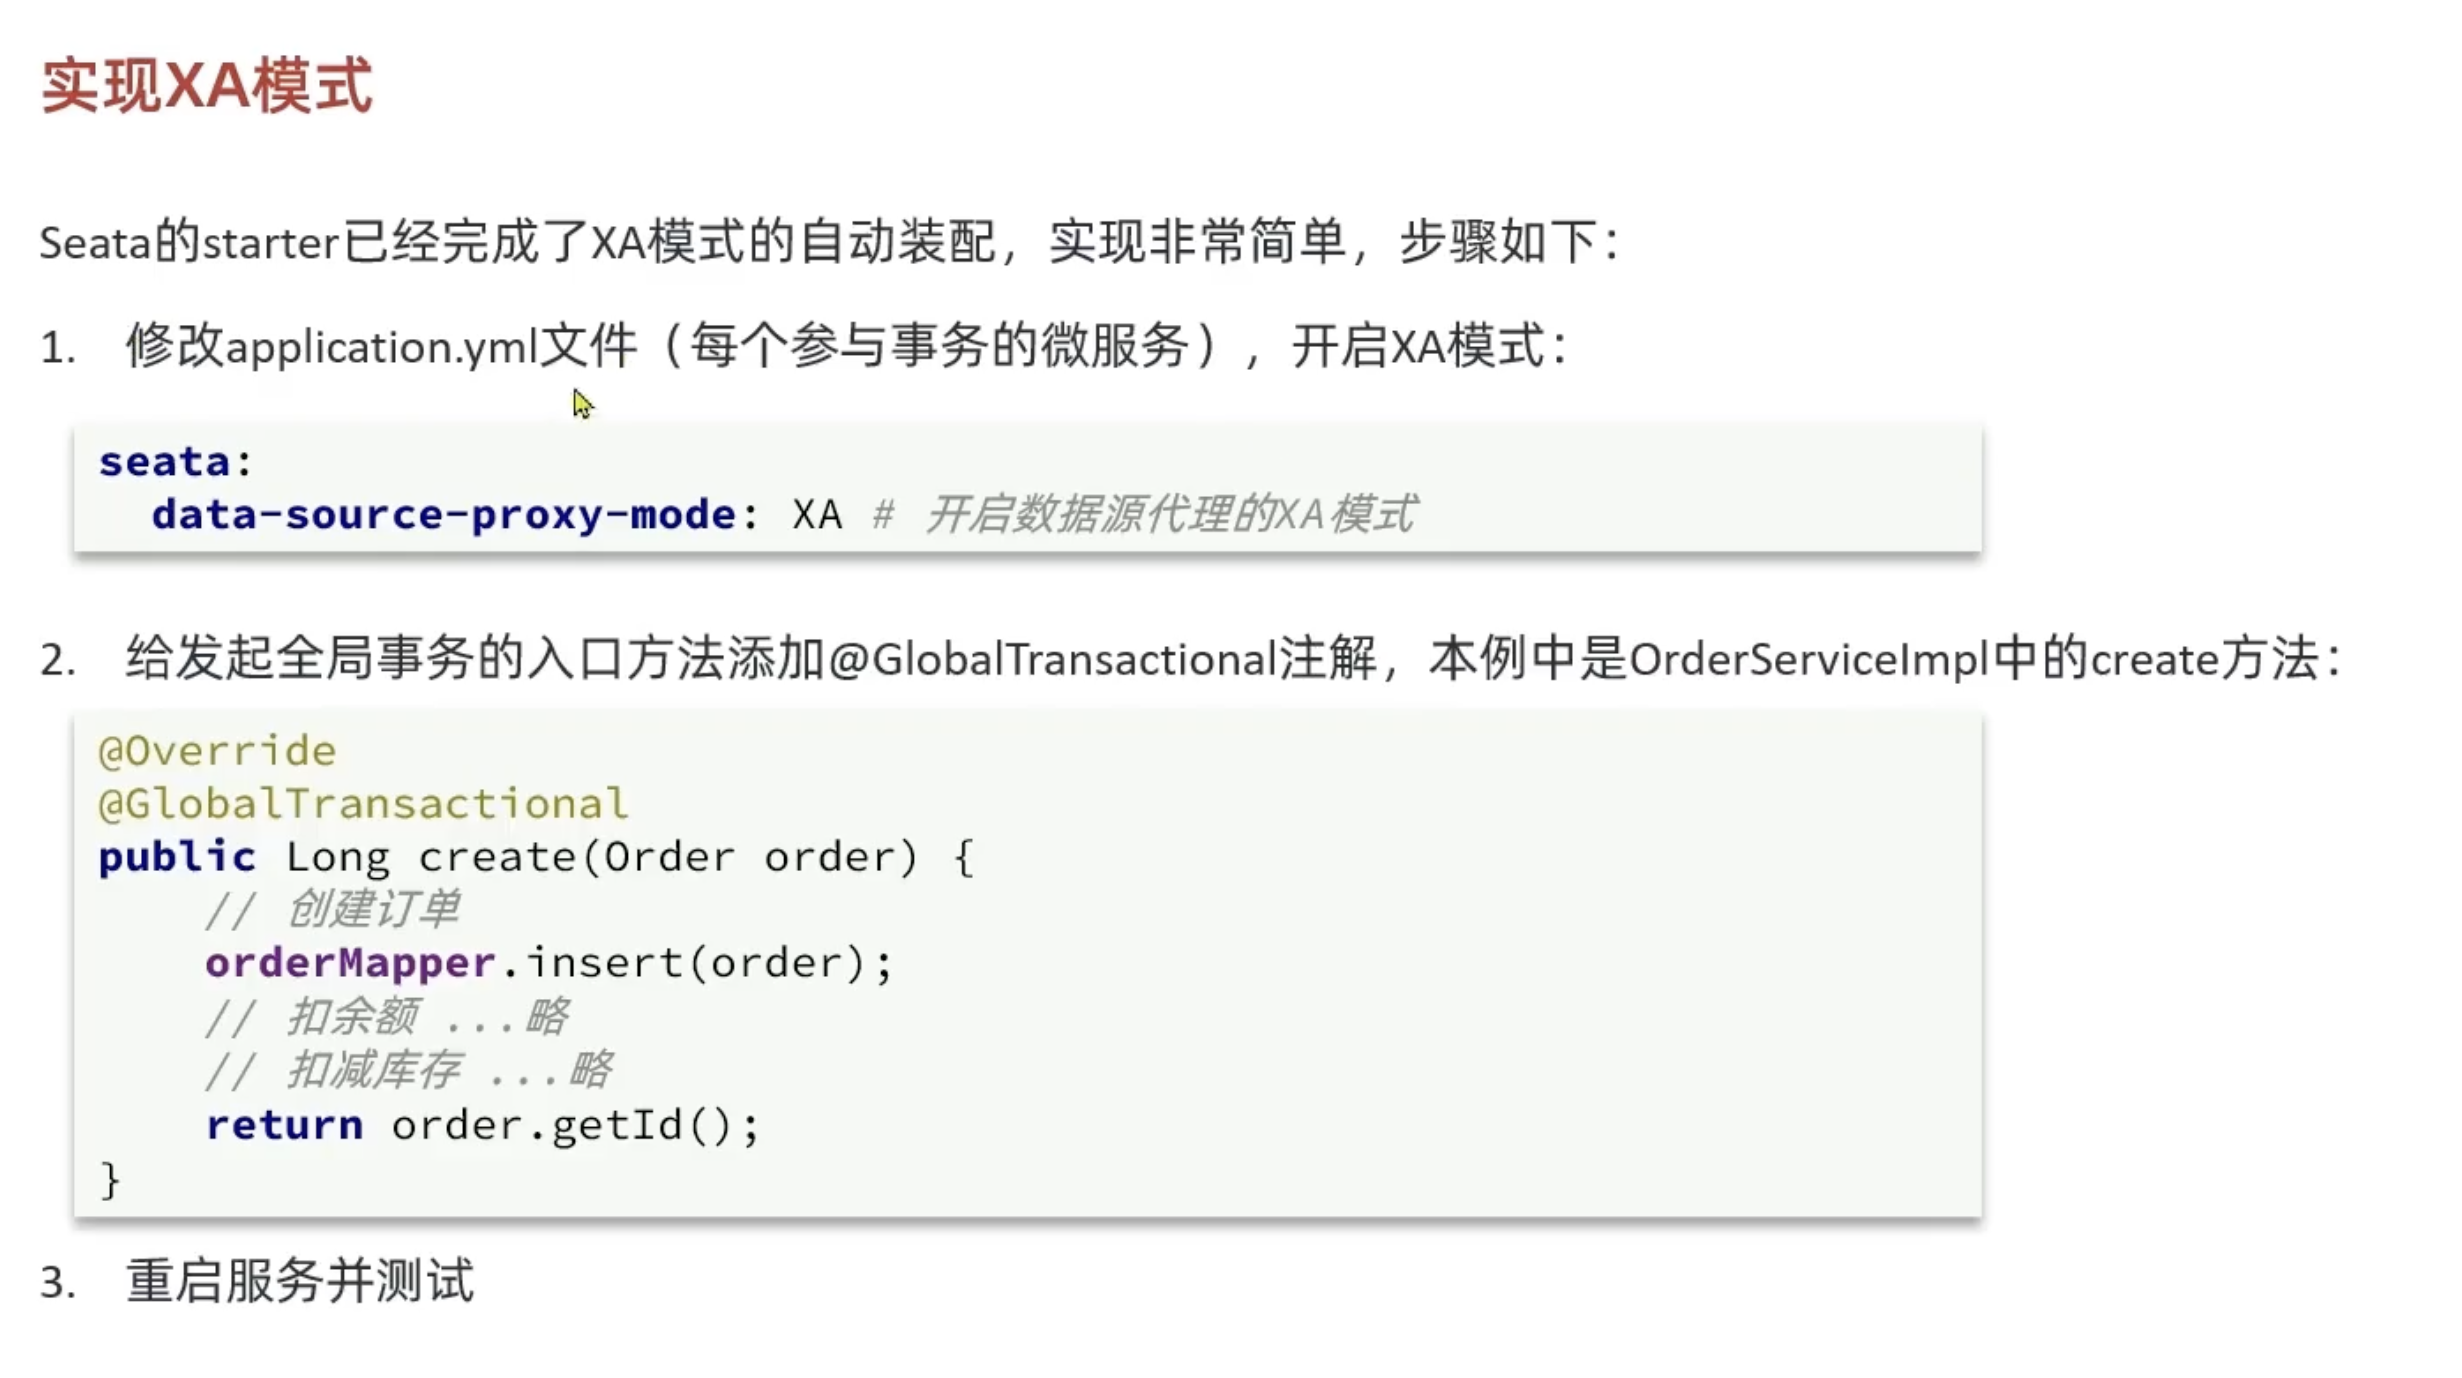 实现XA模式
Seata的starter已经完成了XA模式的自动装配，实现非常简单，步骤如下：
1. 修改application.yml文件（每个参与事务的微服务），开启XA模式：
seata:
  data-source-proxy-mode: XA # 开启数据源代理的XA模式
2. 给发起全局事务的入口方法添加@GlobalTransactional注解，本例中是OrderServiceImpl中的create方法：
@Override
@GlobalTransactional
public Long create(Order order) {
    // 创建订单
    orderMapper.insert(order);
    // 扣余额 ...略
    // 扣减库存 ...略
    return order.getId();
}
3. 重启服务并测试